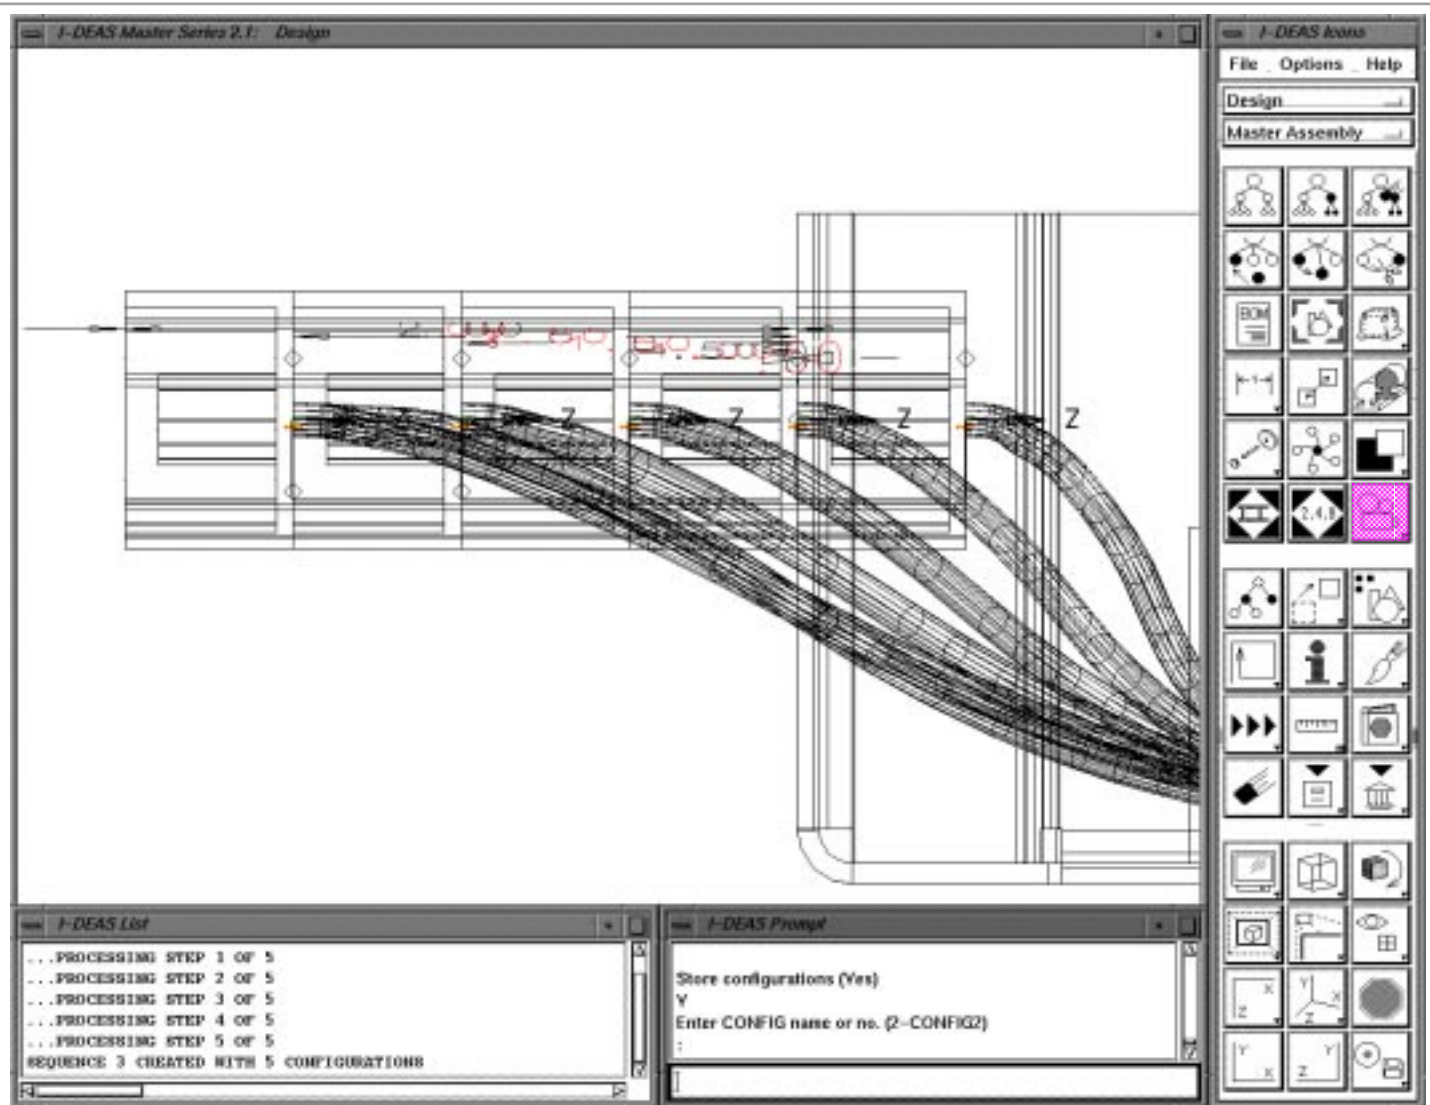 I-DEAS Master Series 2.1: Design
Z Z Z Z
I-DEAS Icons
File Options Help
Design
Master Assembly
BOM
1
2.4.8
X
Z
Y
X
Z
Y
X
Y
Z
I-DEAS List
...PROCESSING STEP 1 OF 5
...PROCESSING STEP 2 OF 5
...PROCESSING STEP 3 OF 5
...PROCESSING STEP 4 OF 5
...PROCESSING STEP 5 OF 5
SEQUENCE 3 CREATED WITH 5 CONFIGURATIONS
I-DEAS Prompt
Store configurations (Yes)
Y
Enter CONFIG name or no. (2-CONFIG2)
: